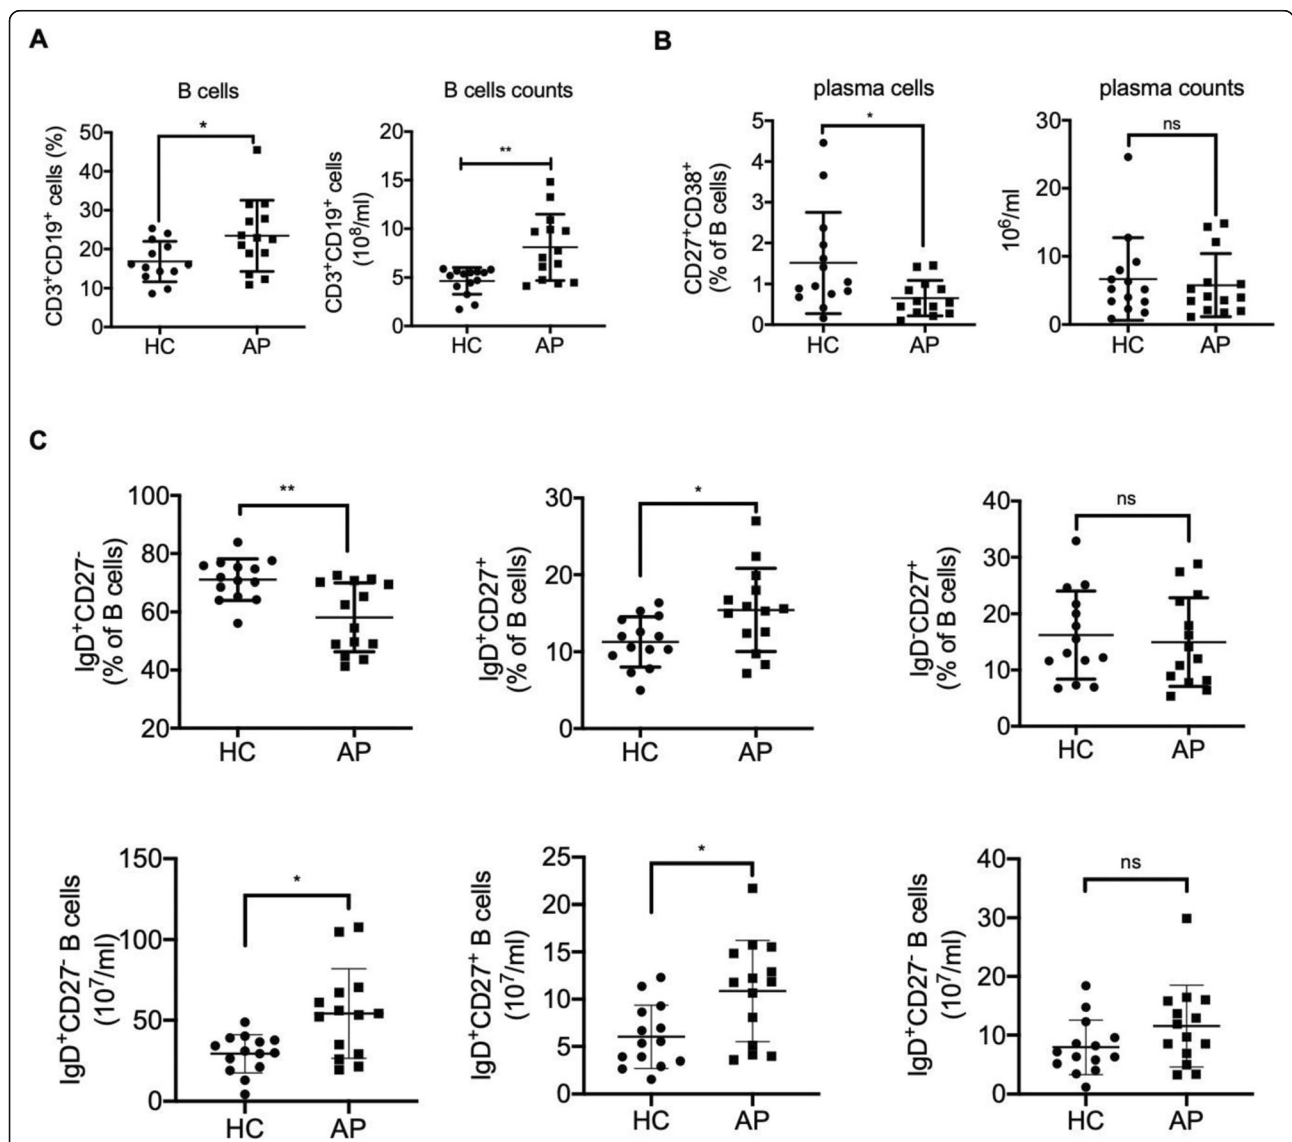 A
B
B cells
B cells counts
plasma cells
plasma counts
CD3⁺CD19⁺ cells (%)
50
40
30
20
10
0
*
HC
AP
CD3⁺CD19⁺ cells
(10⁸/ml)
20
15
10
5
0
**
HC
AP
CD27⁺CD38⁺
(% of B cells)
5
4
3
2
1
0
*
HC
AP
10⁶/ml
30
20
10
0
ns
HC
AP
C
IgD⁺CD27⁻
(% of B cells)
100
80
60
40
20
**
HC
AP
IgD⁺CD27⁺
(% of B cells)
30
20
10
0
*
HC
AP
IgD⁻CD27⁺
(% of B cells)
40
30
20
10
0
ns
HC
AP
IgD⁺CD27⁻ B cells
(10⁷/ml)
150
100
50
0
*
HC
AP
IgD⁺CD27⁺ B cells
(10⁷/ml)
25
20
15
10
5
0
*
HC
AP
IgD⁺CD27⁻ B cells
(10⁷/ml)
40
30
20
10
0
ns
HC
AP